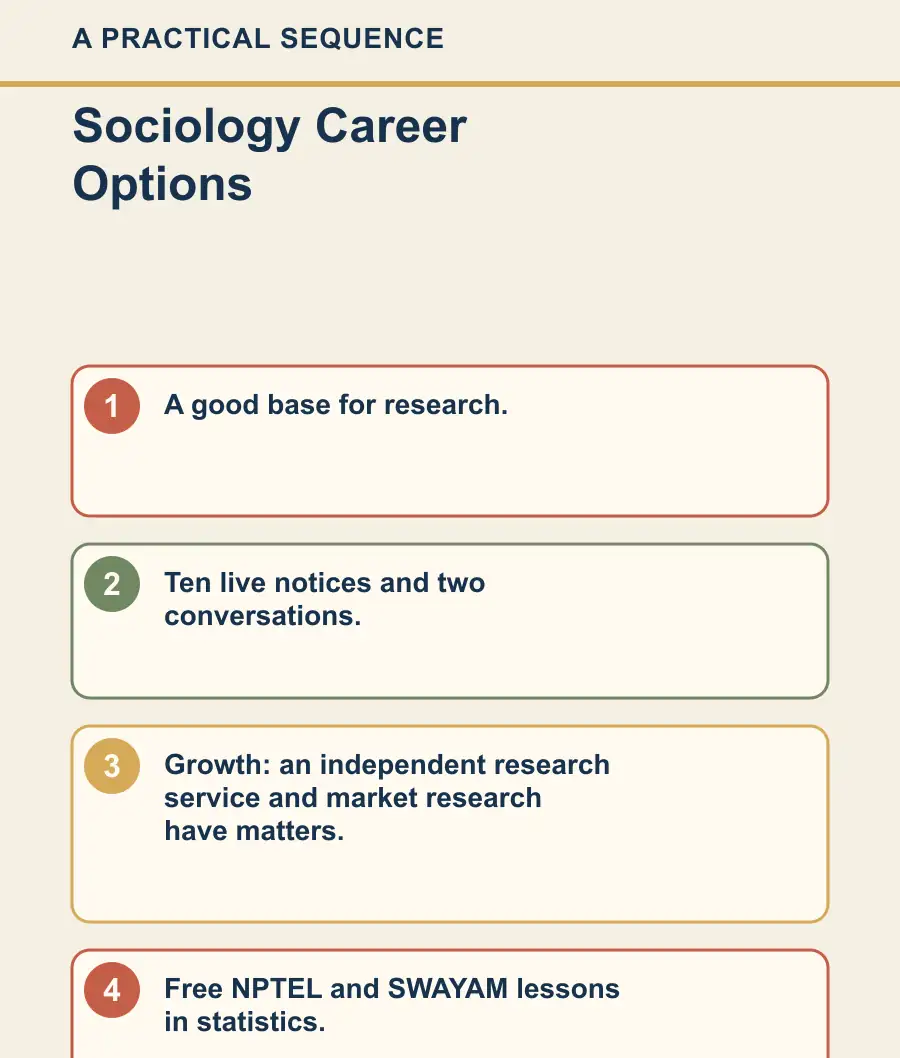 A PRACTICAL SEQUENCE
Sociology Career
Options
1
A good base for research.
2
Ten live notices and two
conversations.
3
Growth: an independent research
service and market research
have matters.
4
Free NPTEL and SWAYAM lessons
in statistics.